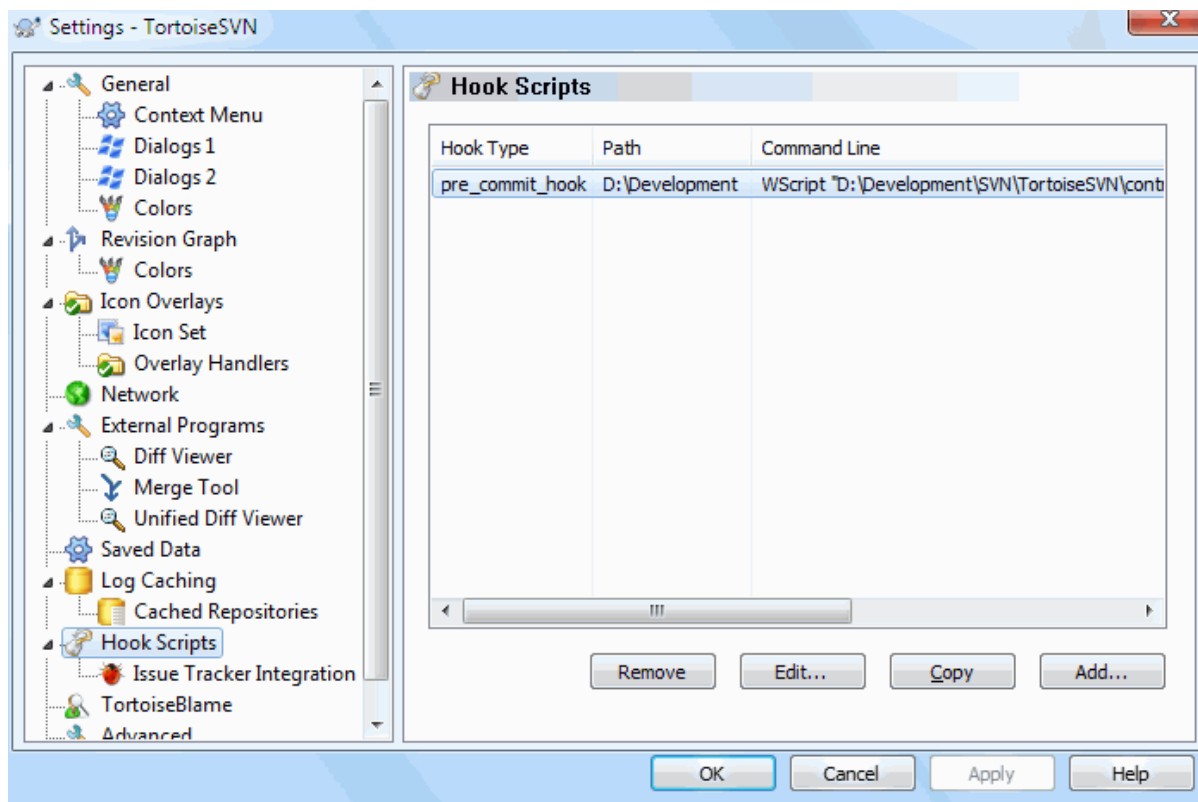 Settings - TortoiseSVN
General
Context Menu
Dialogs 1
Dialogs 2
Colors
Revision Graph
Colors
Icon Overlays
Icon Set
Overlay Handlers
Network
External Programs
Diff Viewer
Merge Tool
Unified Diff Viewer
Saved Data
Log Caching
Cached Repositories
Hook Scripts
Issue Tracker Integration
TortoiseBlame
Advanced
Hook Scripts
Hook Type Path Command Line
pre_commit_hook D:\Development WScript "D:\Development\SVN\TortoiseSVN\cont
Remove Edit... Copy Add...
OK Cancel Apply Help